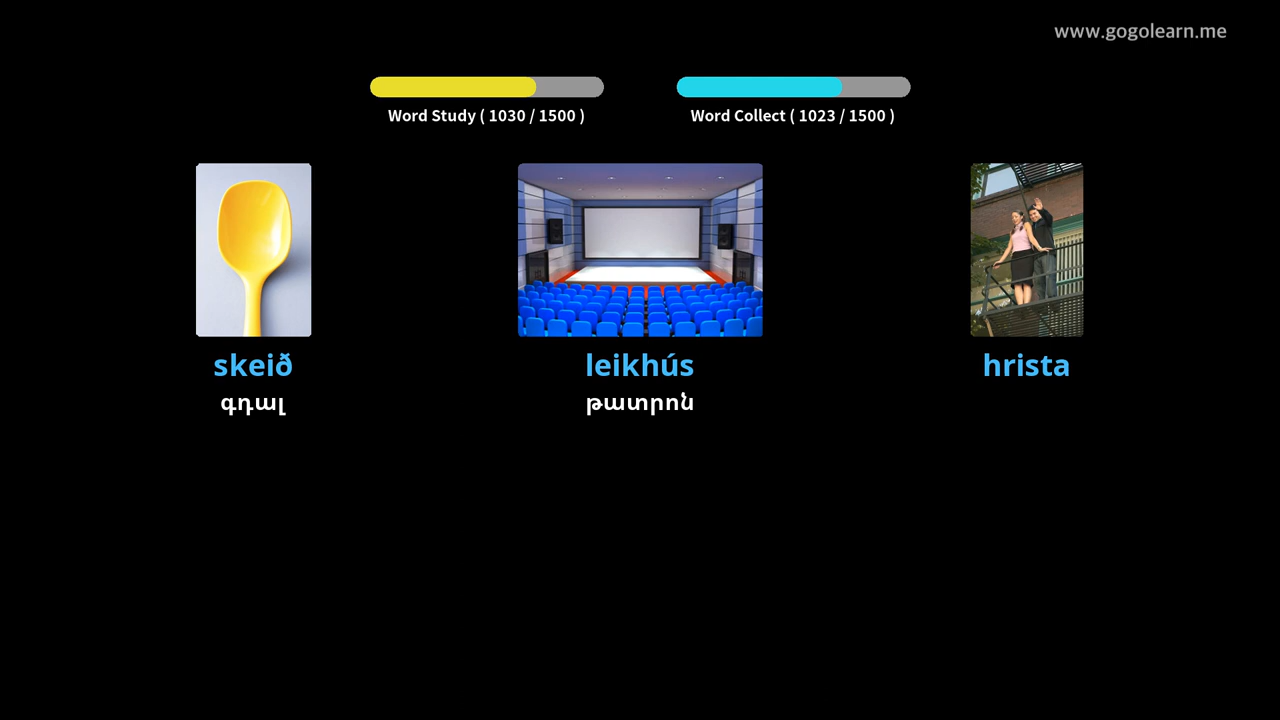 www.gogolearn.me
Word Study ( 1030 / 1500 )
Word Collect ( 1023 / 1500 )
skeið
leikhús
hrista
գդալ
թատրոն